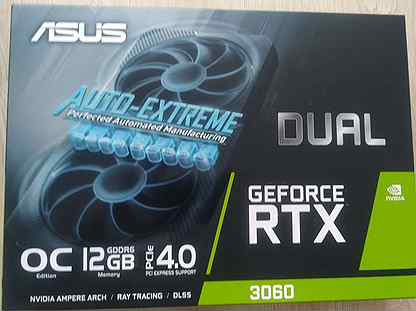 ASUS
AUTO-EXTREME
Perfected Automated Manufacturing
DUAL
GEFORCE
RTX
NVIDIA
OC 12GB GDDR6 PCIE 4.0
Edition Memory PCI EXPRESS SUPPORT
NVIDIA AMPERE ARCH / RAY TRACING / DLSS
3060